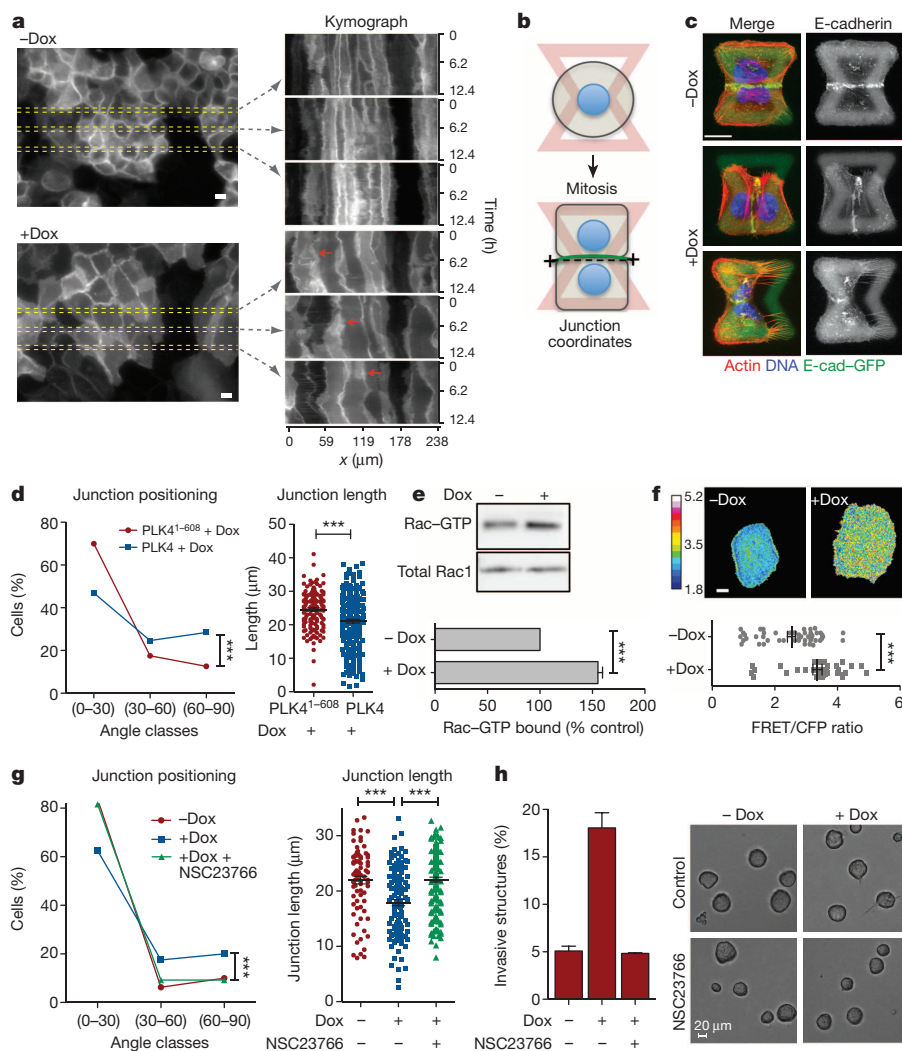 a
Kymograph
–Dox
0
6.2
0
12.4
6.2
0
12.4
6.2
12.4
Time (h)
+Dox
0
6.2
0
12.4
6.2
0
12.4
6.2
12.4
0 59 119 178 238
x (μm)
b
Mitosis
Junction
coordinates
c
Merge E-cadherin
–Dox
+Dox
Actin DNA E-cad–GFP
d
Junction positioning
PLK41–608 + Dox
PLK4 + Dox
80
60
40
20
0
Cells (%)
***
(0–30) (30–60) (60–90)
Angle classes
Junction length
***
50
40
30
20
10
0
Length (μm)
PLK41–608 PLK4
Dox + +
e
Dox – +
Rac–GTP
Total Rac1
– Dox
+ Dox
***
0 50 100 150 200
Rac–GTP bound (% control)
f
5.2
3.5
1.8
–Dox
+Dox
–Dox
+Dox
***
0 2 4 6
FRET/CFP ratio
g
Junction positioning
80
60
40
20
0
Cells (%)
–Dox
+Dox
+Dox +
NSC23766
***
(0–30) (30–60) (60–90)
Angle classes
Junction length
*** ***
30
20
10
0
Junction length (μm)
Dox – + +
NSC23766 – – +
h
20
15
10
5
0
Invasive structures (%)
Dox – + +
NSC23766 – – +
– Dox + Dox
Control
NSC23766
20 μm